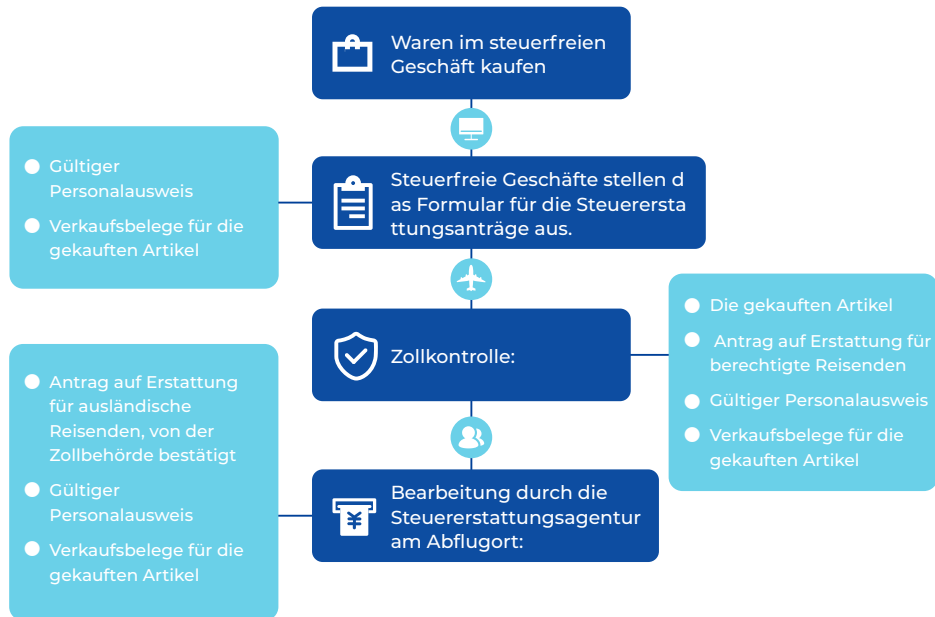 Waren im steuerfreien
Geschäft kaufen
Gültiger
Personalausweis
Verkaufsbelege für die
gekauften Artikel
Steuerfreie Geschäfte stellen d
as Formular für die Steuerersta
ttungsanträge aus.
Zollkontrolle:
Die gekauften Artikel
Antrag auf Erstattung für
berechtigte Reisenden
Gültiger Personalausweis
Verkaufsbelege für die
gekauften Artikel
Antrag auf Erstattung
für ausländische
Reisenden, von der
Zollbehörde bestätigt
Gültiger
Personalausweis
Verkaufsbelege für die
gekauften Artikel
¥
Bearbeitung durch die
Steuererstattungsagentur
am Abflugort: